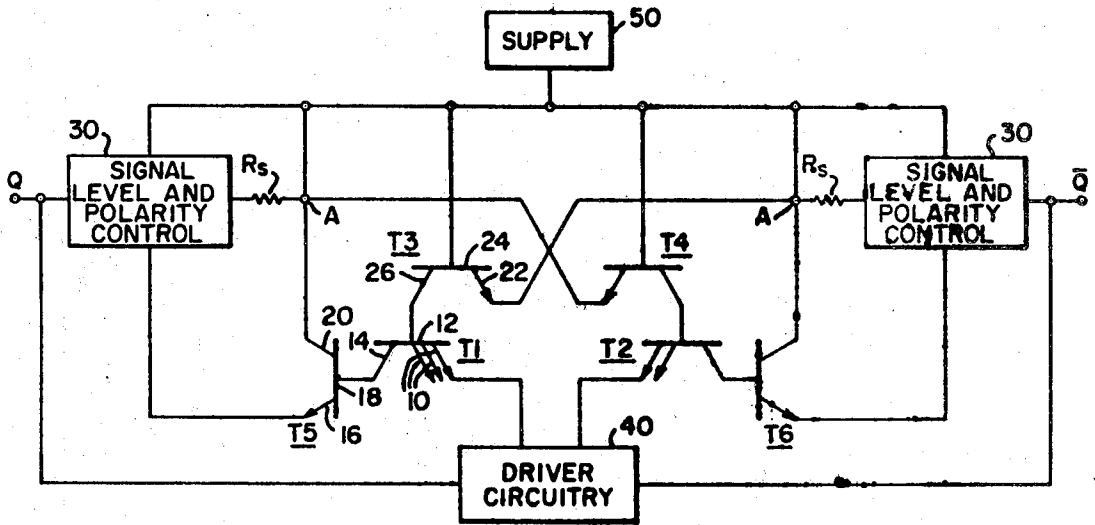 50
SUPPLY
30
SIGNAL
LEVEL AND
POLARITY
CONTROL
Q
Rs
A
T3
24
26
22
T4
A
Rs
30
SIGNAL
LEVEL AND
POLARITY
CONTROL
Q̅
20
14
12
T1
T2
18
10
16
T5
T6
40
DRIVER
CIRCUITRY